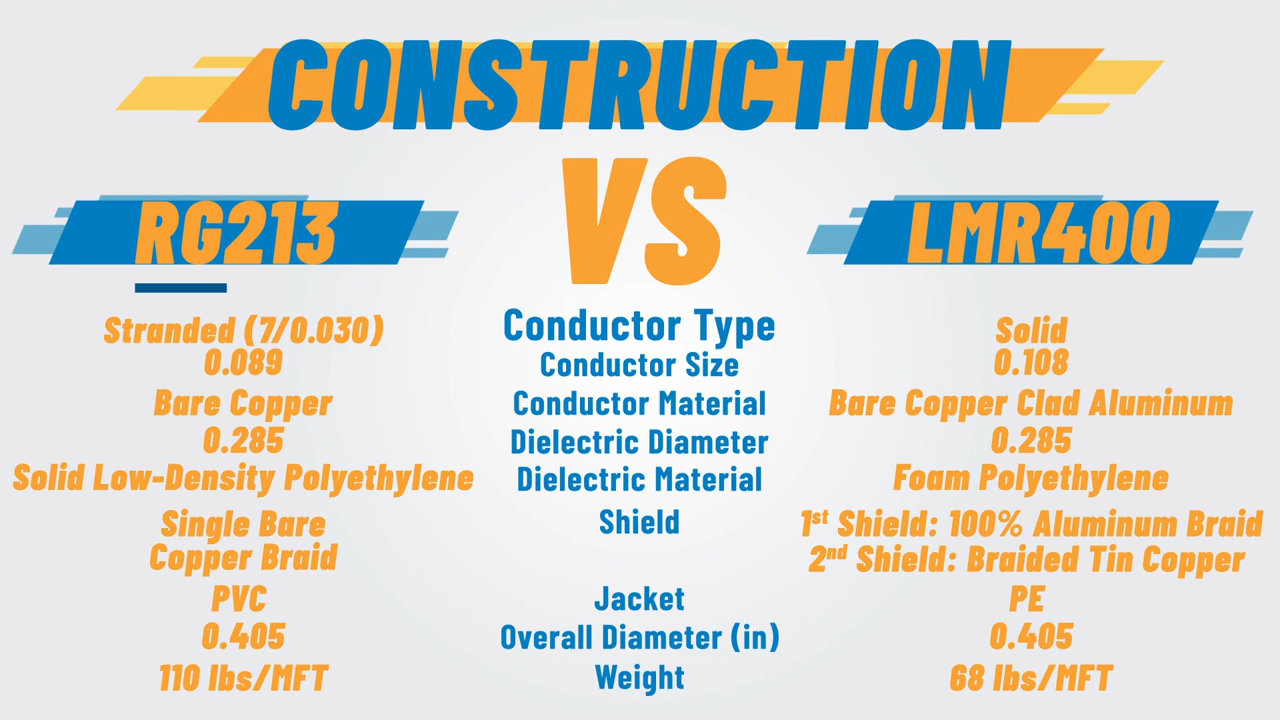 CONSTRUCTION
VS
RG213
LMR400
Stranded (7/0.030) Conductor Type Solid
0.089 Conductor Size 0.108
Bare Copper Conductor Material Bare Copper Clad Aluminum
0.285 Dielectric Diameter 0.285
Solid Low-Density Polyethylene Dielectric Material Foam Polyethylene
Single Bare Shield 1st Shield: 100% Aluminum Braid
Copper Braid 2nd Shield: Braided Tin Copper
PVC Jacket PE
0.405 Overall Diameter (in) 0.405
110 lbs/MFT Weight 68 lbs/MFT